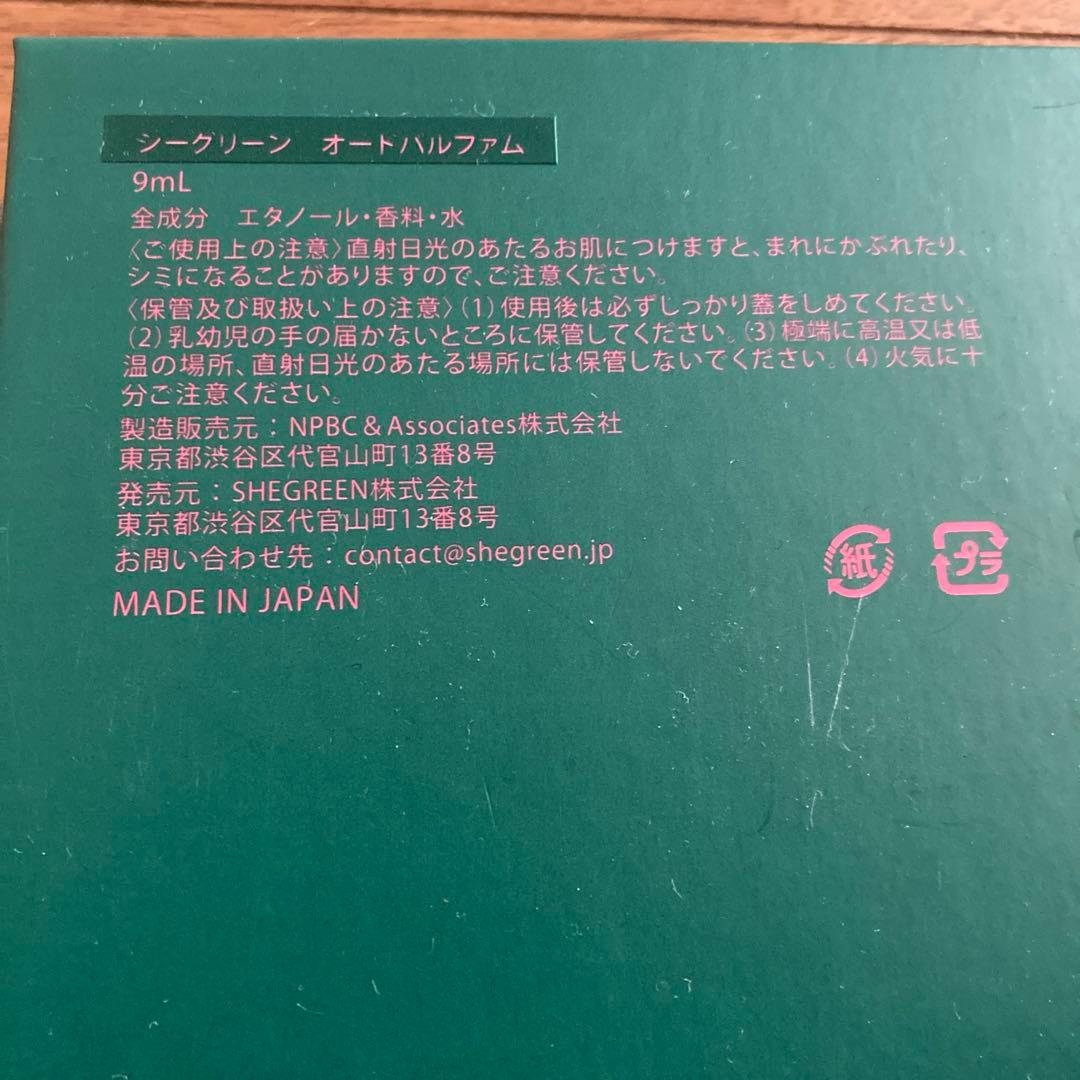 シーグリーン　オードパルファム
9mL
全成分　エタノール・香料・水
〈ご使用上の注意〉直射日光のあたるお肌につけますと、まれにかぶれたり、
シミになることがありますので、ご注意ください。
〈保管及び取扱い上の注意〉（1）使用後は必ずしっかり蓋をしめてください。
（2）乳幼児の手の届かないところに保管してください。（3）極端に高温又は低
温の場所、直射日光のあたる場所には保管しないでください。（4）火気に十
分ご注意ください。
製造販売元：NPBC＆Associates株式会社
東京都渋谷区代官山町13番8号
発売元：SHEGREEN株式会社
東京都渋谷区代官山町13番8号
お問い合わせ先：contact@shegreen.jp
MADE IN JAPAN
紙
プラ